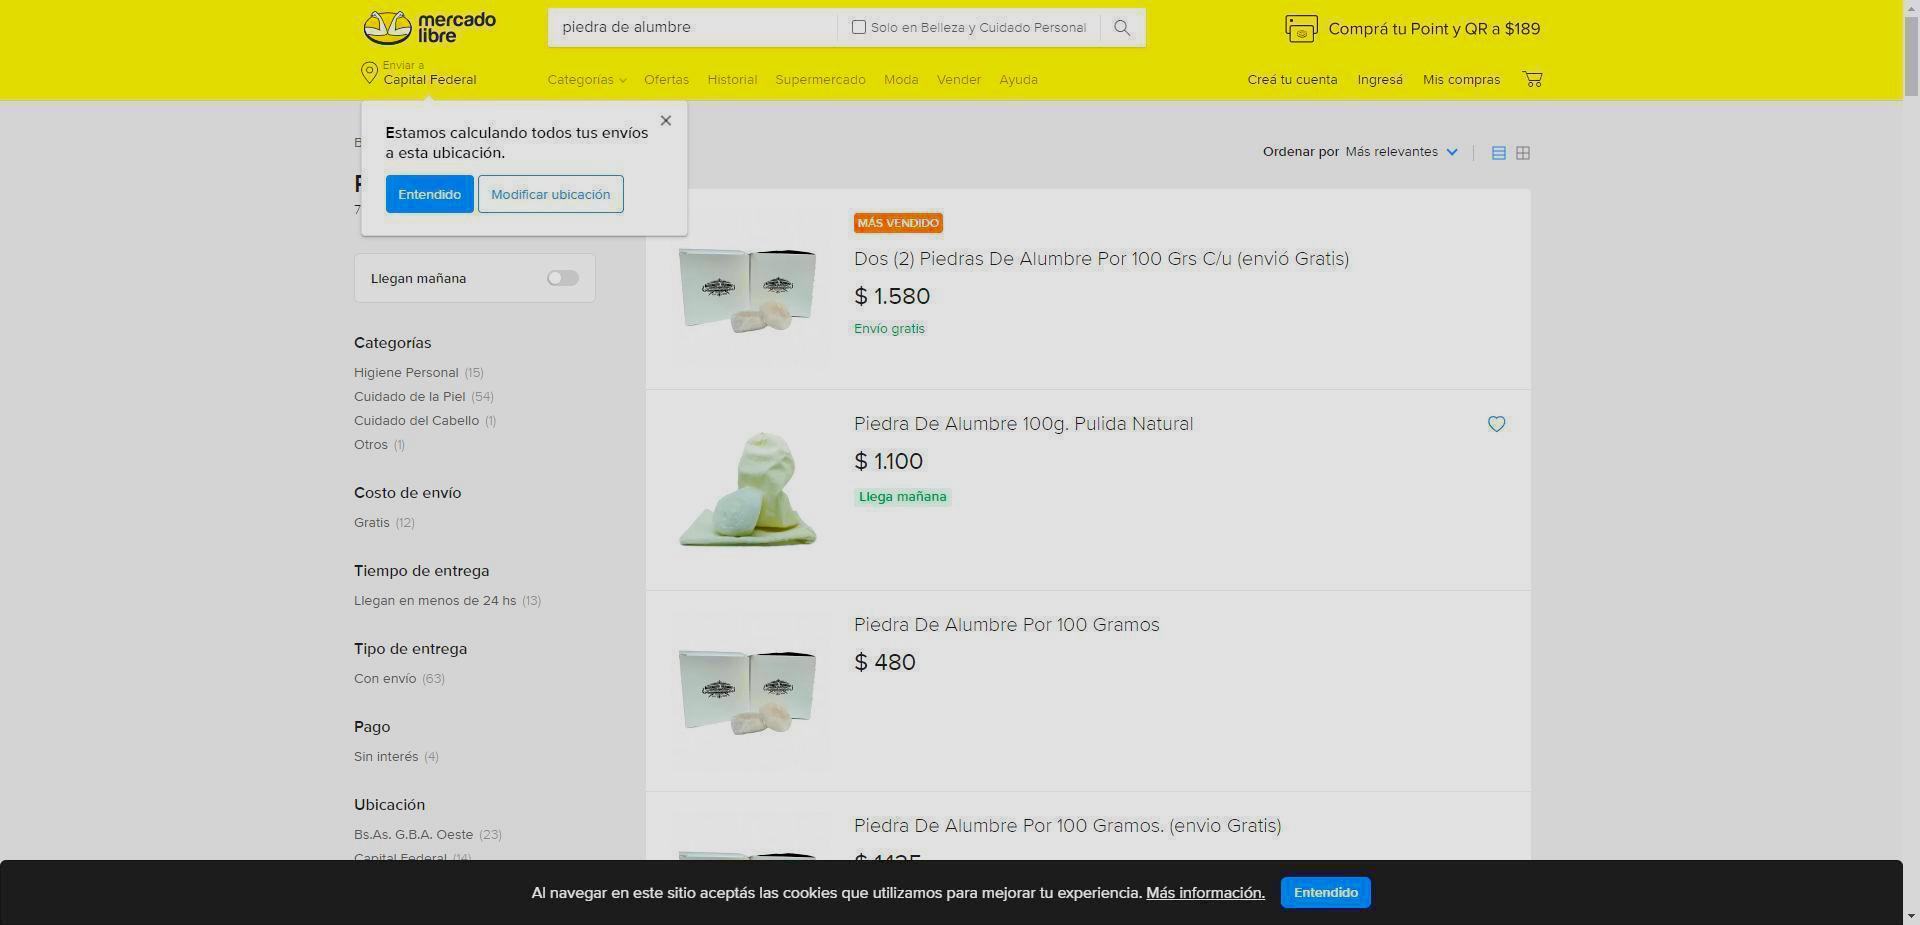 mercado
libre
piedra de alumbre
Solo en Belleza y Cuidado Personal
Comprá tu Point y QR a $189
Enviar a
Capital Federal
Categorías
Ofertas
Historial
Supermercado
Moda
Vender
Ayuda
Creá tu cuenta
Ingresá
Mis compras
Estamos calculando todos tus envíos
a esta ubicación.
Entendido
Modificar ubicación
Ordenar por Más relevantes
Llegan mañana
Categorías
Higiene Personal (15)
Cuidado de la Piel (54)
Cuidado del Cabello (1)
Otros (1)
Costo de envío
Gratis (12)
Tiempo de entrega
Llegan en menos de 24 hs (13)
Tipo de entrega
Con envío (63)
Pago
Sin interés (4)
Ubicación
Bs.As. G.B.A. Oeste (23)
Capital Federal (14)
MÁS VENDIDO
Dos (2) Piedras De Alumbre Por 100 Grs C/u (envió Gratis)
$ 1.580
Envío gratis
Piedra De Alumbre 100g. Pulida Natural
$ 1.100
Llega mañana
Piedra De Alumbre Por 100 Gramos
$ 480
Piedra De Alumbre Por 100 Gramos. (envio Gratis)
Al navegar en este sitio aceptás las cookies que utilizamos para mejorar tu experiencia. Más información.
Entendido